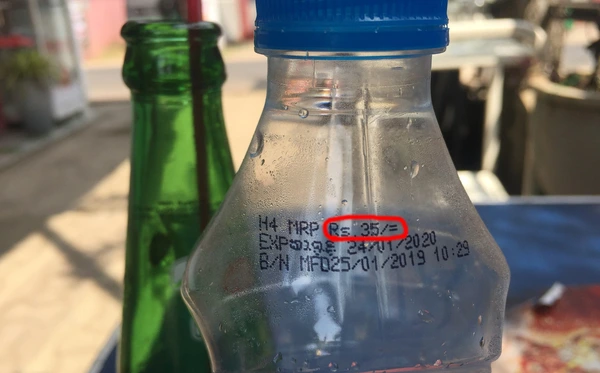 H4 MRP Rs.35/=
EXP 24/01/2020
B/N MFD25/01/2019 10:29